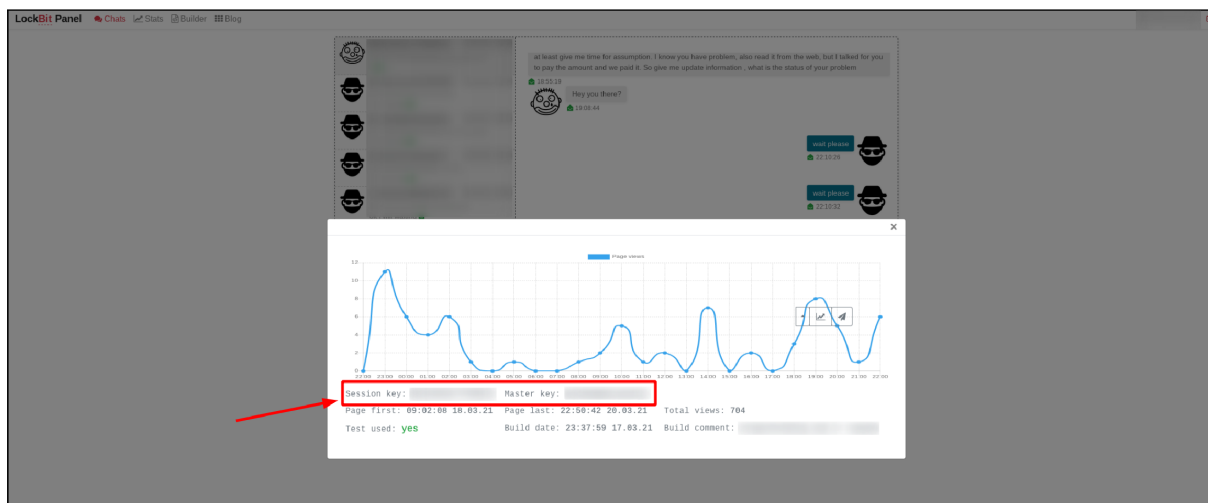 LockBit Panel Chats Stats Builder Blog
at least give me time for assumption. I know you have problem, also read it from the web, but I talked for you
to pay the amount and we paid it. So give me update information , what is the status of your problem
18:55:19
Hey you there?
19:08:44
wait please
22:10:28
wait please
22:10:32
×
Page views
12
10
8
6
4
2
0
22:00 23:00 00:00 01:00 02:00 03:00 04:00 05:00 06:00 07:00 08:00 09:00 10:00 11:00 12:00 13:00 14:00 15:00 16:00 17:00 18:00 19:00 20:00 21:00 22:00
Session key: Master key:
Page first: 09:02:08 18.03.21 Page last: 22:50:42 20.03.21 Total views: 704
Test used: yes Build date: 23:37:59 17.03.21 Build comment: